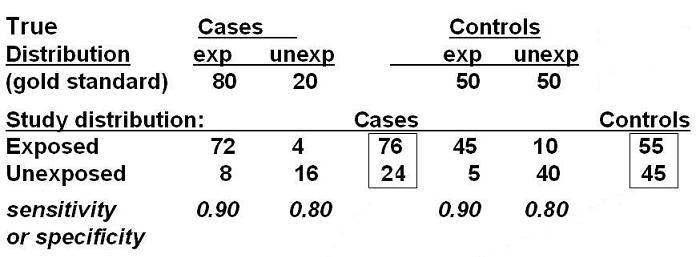 True Cases Controls
Distribution exp unexp exp unexp
(gold standard) 80 20 50 50
Study distribution: Cases Controls
Exposed 72 4 76 45 10 55
Unexposed 8 16 24 5 40 45
sensitivity 0.90 0.80 0.90 0.80
or specificity